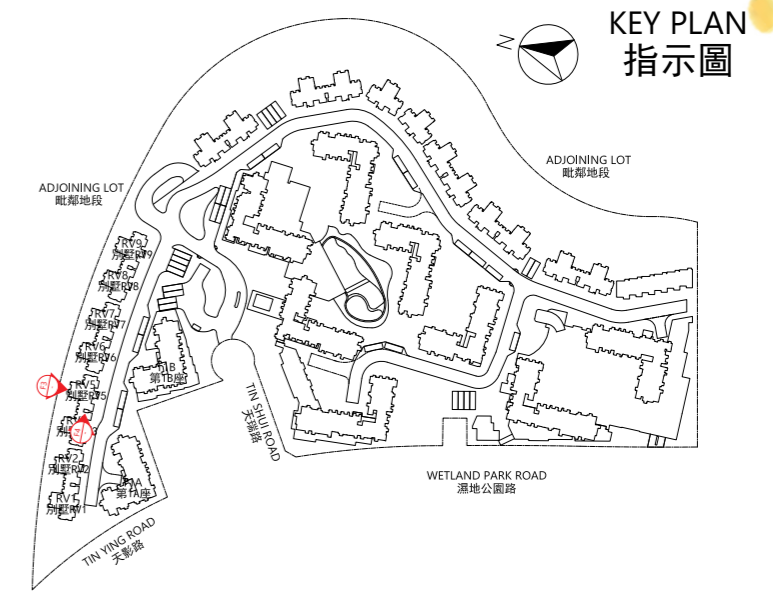 KEY PLAN
指示圖
N
ADJOINING LOT
毗鄰地段
ADJOINING LOT
毗鄰地段
RV9
別墅RV9
RV8
別墅RV8
RV7
別墅RV7
RV6
別墅RV6
RV5
別墅RV5
RV2
別墅RV2
RV1
別墅RV1
第1B座
第1A座
F3
F4
TIN SHUI ROAD
天瑞路
WETLAND PARK ROAD
濕地公園路
TIN YING ROAD
天影路